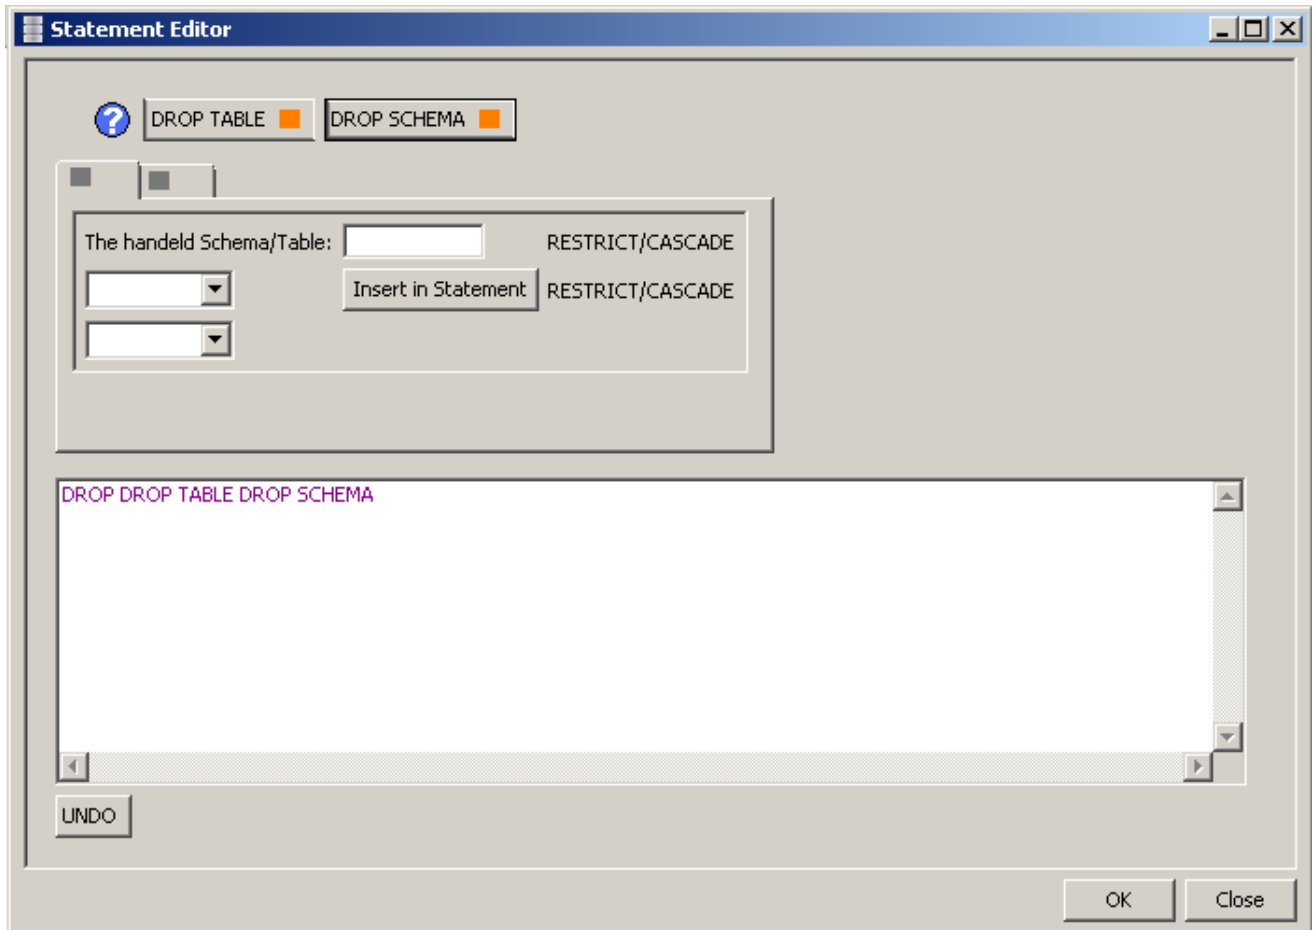 Statement Editor
? DROP TABLE DROP SCHEMA
The handeld Schema/Table: RESTRICT/CASCADE
Insert in Statement RESTRICT/CASCADE
DROP DROP TABLE DROP SCHEMA
UNDO
OK Close